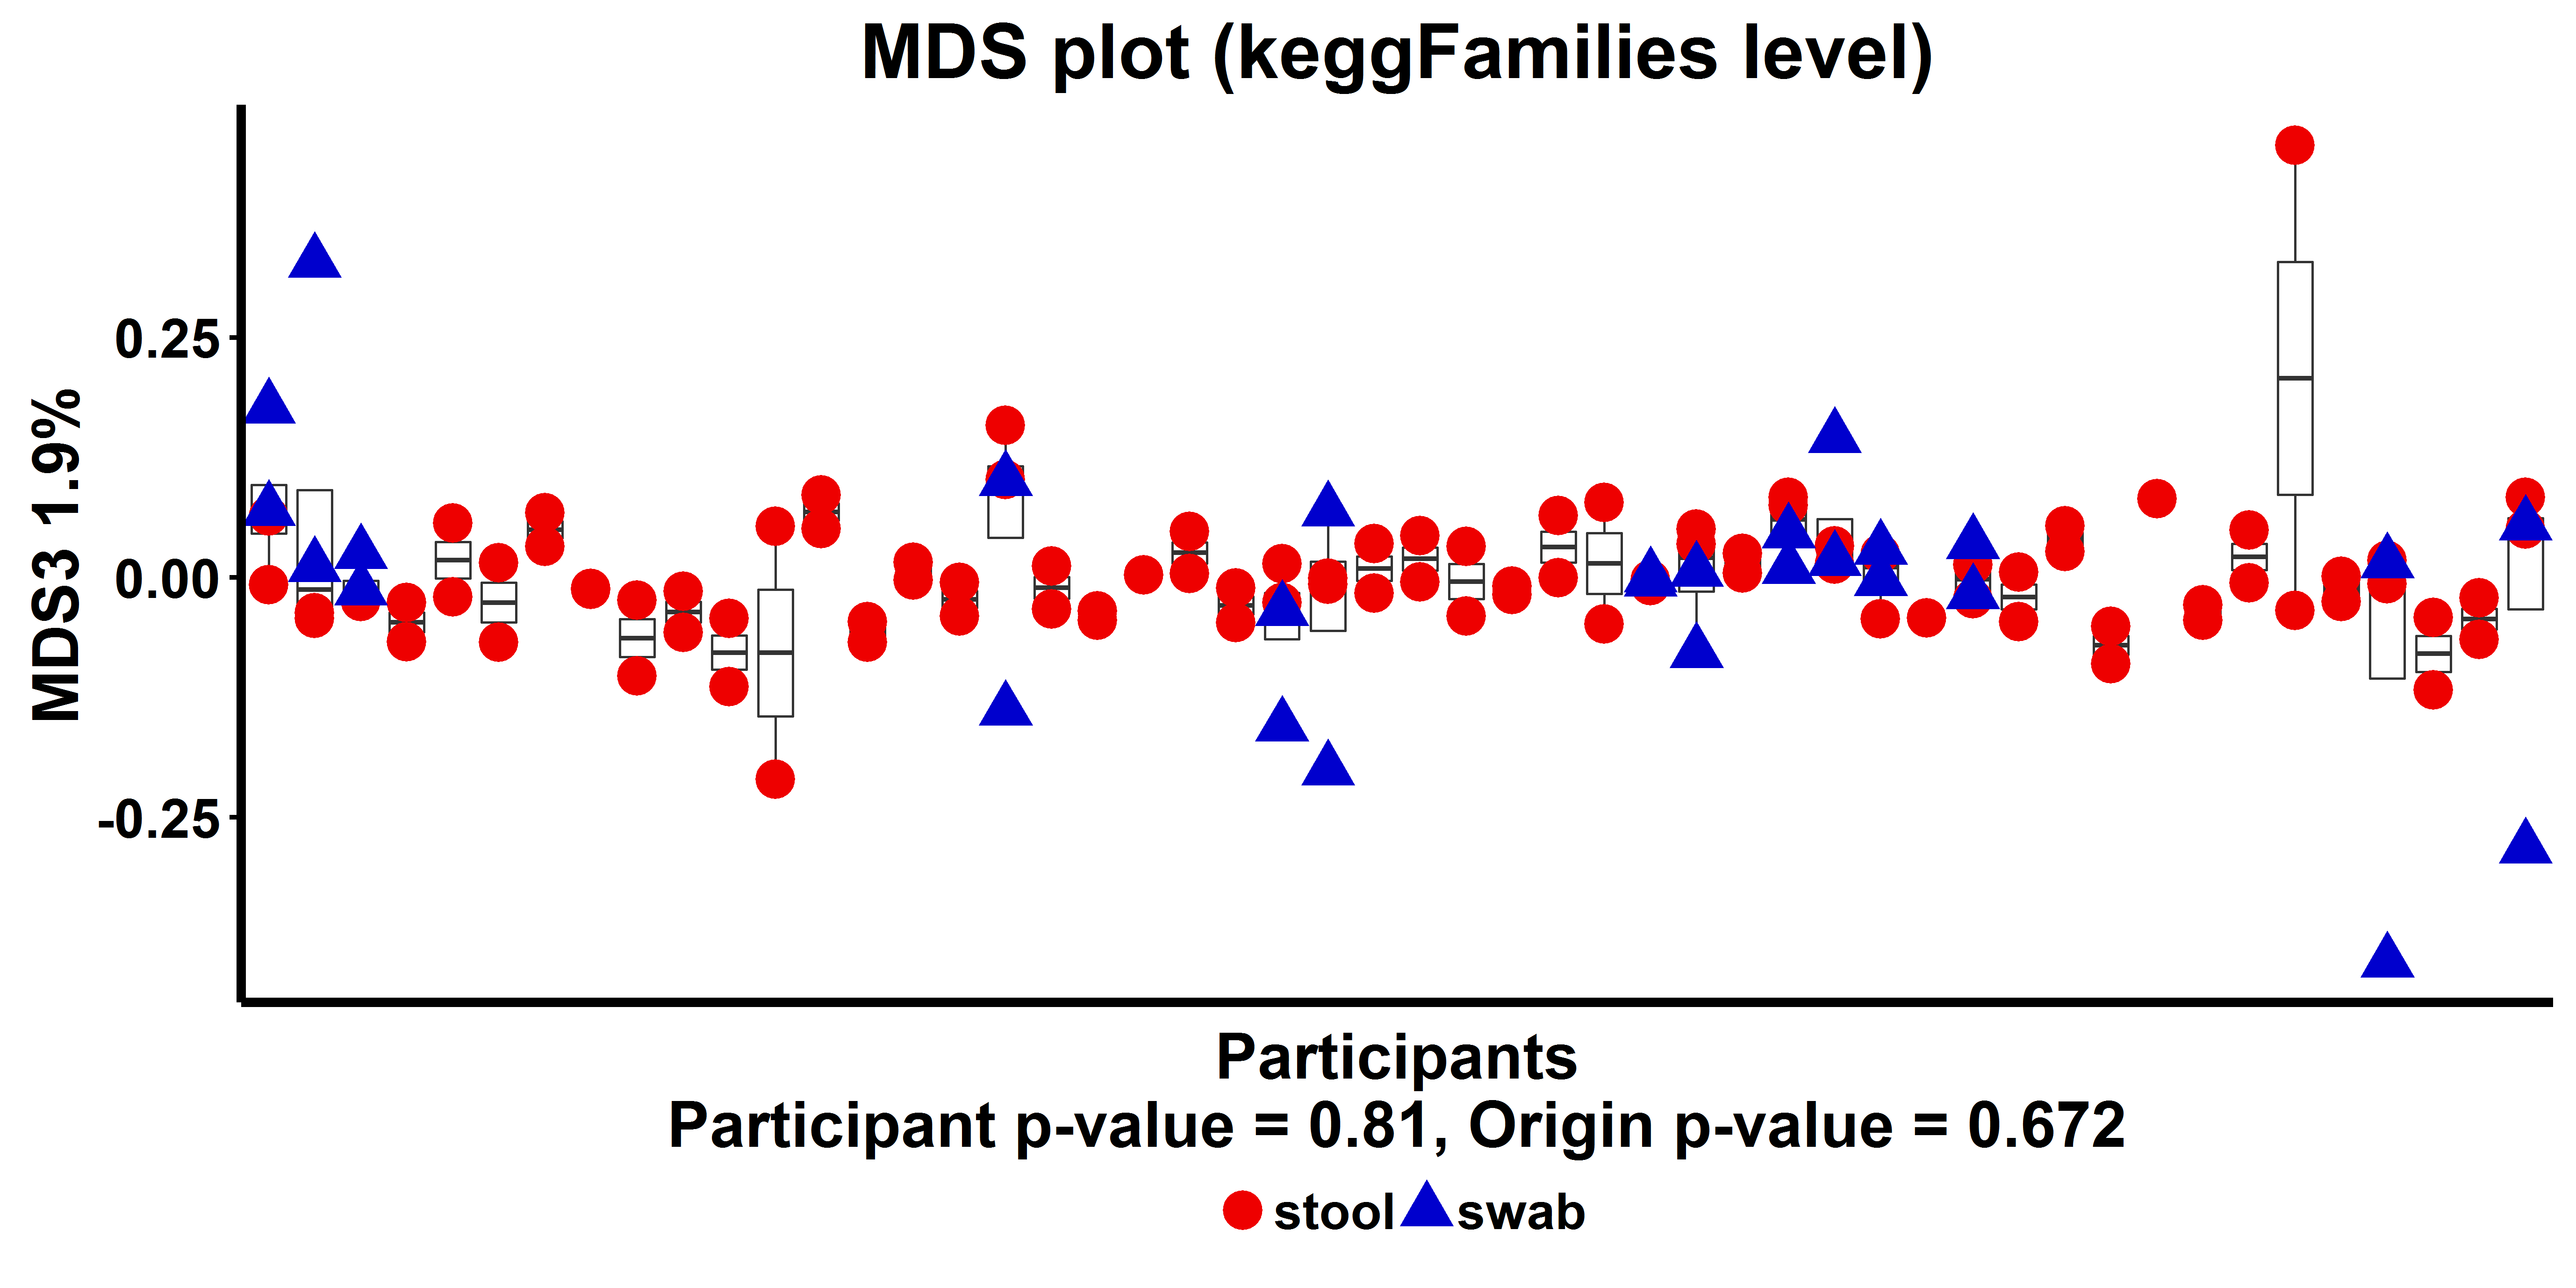 MDS plot (keggFamilies level)
MDS3 1.9%
0.25
0.00
-0.25
Participants
Participant p-value = 0.81, Origin p-value = 0.672
stool swab